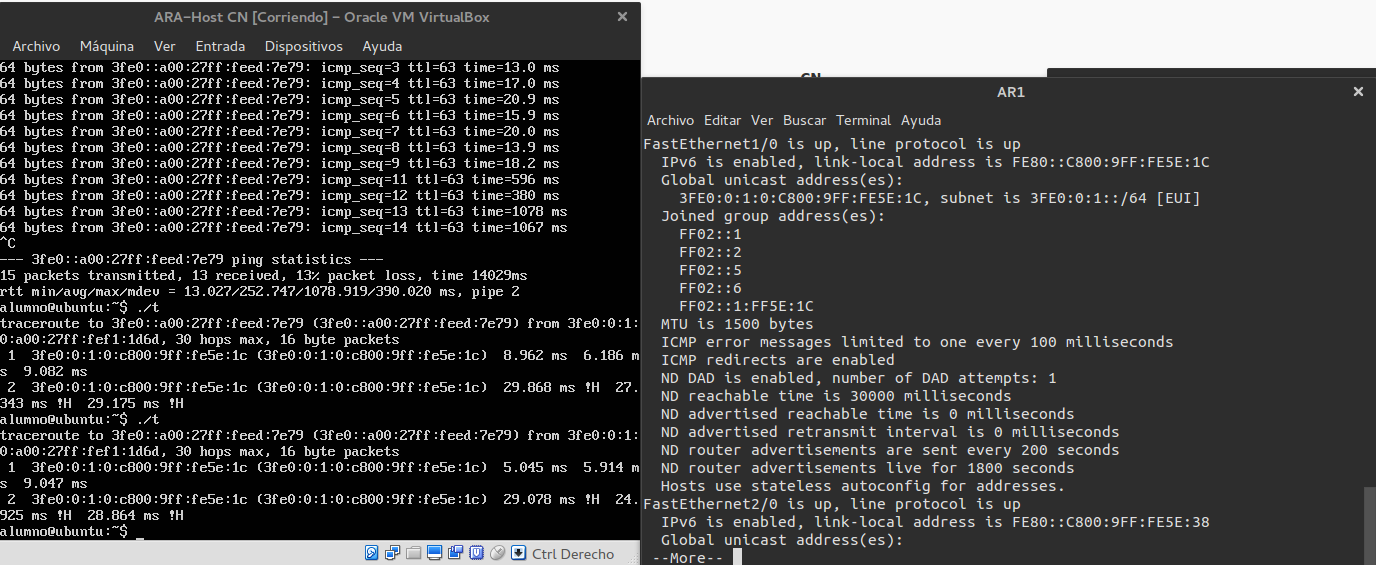 ARA-Host CN [Corriendo] - Oracle VM VirtualBox
Archivo Máquina Ver Entrada Dispositivos Ayuda
64 bytes from 3fe0::a00:27ff:feed:7e79: icmp_seq=3 ttl=63 time=13.0 ms
64 bytes from 3fe0::a00:27ff:feed:7e79: icmp_seq=4 ttl=63 time=17.0 ms
64 bytes from 3fe0::a00:27ff:feed:7e79: icmp_seq=5 ttl=63 time=20.9 ms
64 bytes from 3fe0::a00:27ff:feed:7e79: icmp_seq=6 ttl=63 time=15.9 ms
64 bytes from 3fe0::a00:27ff:feed:7e79: icmp_seq=7 ttl=63 time=20.0 ms
64 bytes from 3fe0::a00:27ff:feed:7e79: icmp_seq=8 ttl=63 time=13.9 ms
64 bytes from 3fe0::a00:27ff:feed:7e79: icmp_seq=9 ttl=63 time=18.2 ms
64 bytes from 3fe0::a00:27ff:feed:7e79: icmp_seq=11 ttl=63 time=596 ms
64 bytes from 3fe0::a00:27ff:feed:7e79: icmp_seq=12 ttl=63 time=380 ms
64 bytes from 3fe0::a00:27ff:feed:7e79: icmp_seq=13 ttl=63 time=1078 ms
64 bytes from 3fe0::a00:27ff:feed:7e79: icmp_seq=14 ttl=63 time=1067 ms
^C
--- 3fe0::a00:27ff:feed:7e79 ping statistics ---
15 packets transmitted, 13 received, 13% packet loss, time 14029ms
rtt min/avg/max/mdev = 13.027/252.747/1078.919/390.020 ms, pipe 2
alumno@ubuntu:~$ ./t
traceroute to 3fe0::a00:27ff:feed:7e79 (3fe0::a00:27ff:feed:7e79) from 3fe0:0:1:
0:a00:27ff:fef1:1d6d, 30 hops max, 16 byte packets
1 3fe0:0:1:0:c800:9ff:fe5e:1c (3fe0:0:1:0:c800:9ff:fe5e:1c) 8.962 ms 6.186 m
s 9.082 ms
2 3fe0:0:1:0:c800:9ff:fe5e:1c (3fe0:0:1:0:c800:9ff:fe5e:1c) 29.868 ms !H 27.
343 ms !H 29.175 ms !H
alumno@ubuntu:~$ ./t
traceroute to 3fe0::a00:27ff:feed:7e79 (3fe0::a00:27ff:feed:7e79) from 3fe0:0:1:
0:a00:27ff:fef1:1d6d, 30 hops max, 16 byte packets
1 3fe0:0:1:0:c800:9ff:fe5e:1c (3fe0:0:1:0:c800:9ff:fe5e:1c) 5.045 ms 5.914 m
s 9.047 ms
2 3fe0:0:1:0:c800:9ff:fe5e:1c (3fe0:0:1:0:c800:9ff:fe5e:1c) 29.078 ms !H 24.
925 ms !H 28.864 ms !H
alumno@ubuntu:~$ _
Ctrl Derecho
CN
AR1
Archivo Editar Ver Buscar Terminal Ayuda
FastEthernet1/0 is up, line protocol is up
IPv6 is enabled, link-local address is FE80::C800:9FF:FE5E:1C
Global unicast address(es):
3FE0:0:1:0:C800:9FF:FE5E:1C, subnet is 3FE0:0:1::/64 [EUI]
Joined group address(es):
FF02::1
FF02::2
FF02::5
FF02::6
FF02::1:FF5E:1C
MTU is 1500 bytes
ICMP error messages limited to one every 100 milliseconds
ICMP redirects are enabled
ND DAD is enabled, number of DAD attempts: 1
ND reachable time is 30000 milliseconds
ND advertised reachable time is 0 milliseconds
ND advertised retransmit interval is 0 milliseconds
ND router advertisements are sent every 200 seconds
ND router advertisements live for 1800 seconds
Hosts use stateless autoconfig for addresses.
FastEthernet2/0 is up, line protocol is up
IPv6 is enabled, link-local address is FE80::C800:9FF:FE5E:38
Global unicast address(es):
--More--